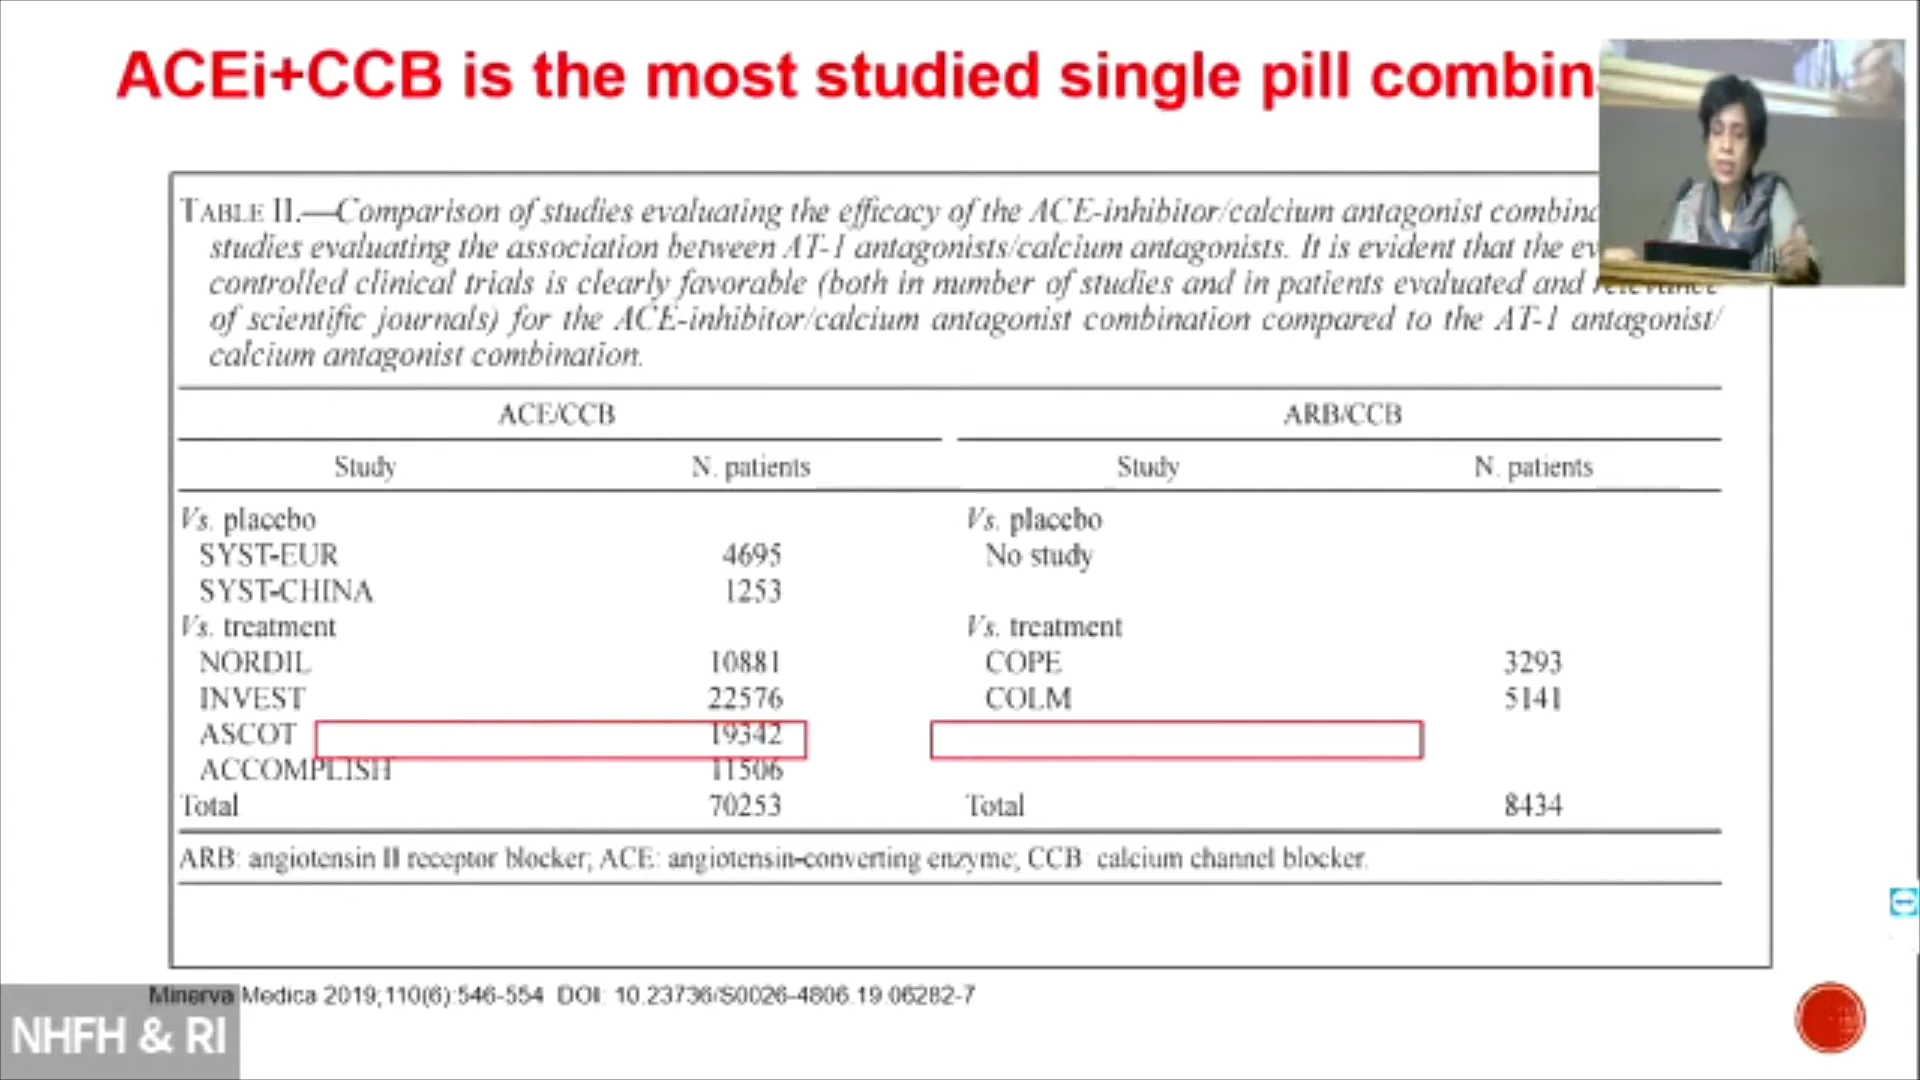 ACEi+CCB is the most studied single pill
TABLE II.—Comparison of studies evaluating the efficacy of the ACE-inhibitor/calcium antagonist
studies evaluating the association between AT-1 antagonists/calcium antagonists. It is evident that the
controlled clinical trials is clearly favorable (both in number of studies and in patients evaluated and relevance
of scientific journals) for the ACE-inhibitor/calcium antagonist combination compared to the AT-1 antagonist/
calcium antagonist combination.
ACE/CCB ARB/CCB
Study N. patients Study N. patients
Vs. placebo Vs. placebo
SYST-EUR 4695 No study
SYST-CHINA 1253
Vs. treatment Vs. treatment
NORDIL 10881 COPE 3293
INVEST 22576 COLM 5141
ASCOT 19342
ACCOMPLISH 11506
Total 70253 Total 8434
ARB: angiotensin II receptor blocker; ACE: angiotensin-converting enzyme; CCB calcium channel blocker.
Minerva Medica 2019;110(6):546-554 DOI: 10.23736/S0026-4806.19.06282-7
NHFH & RI